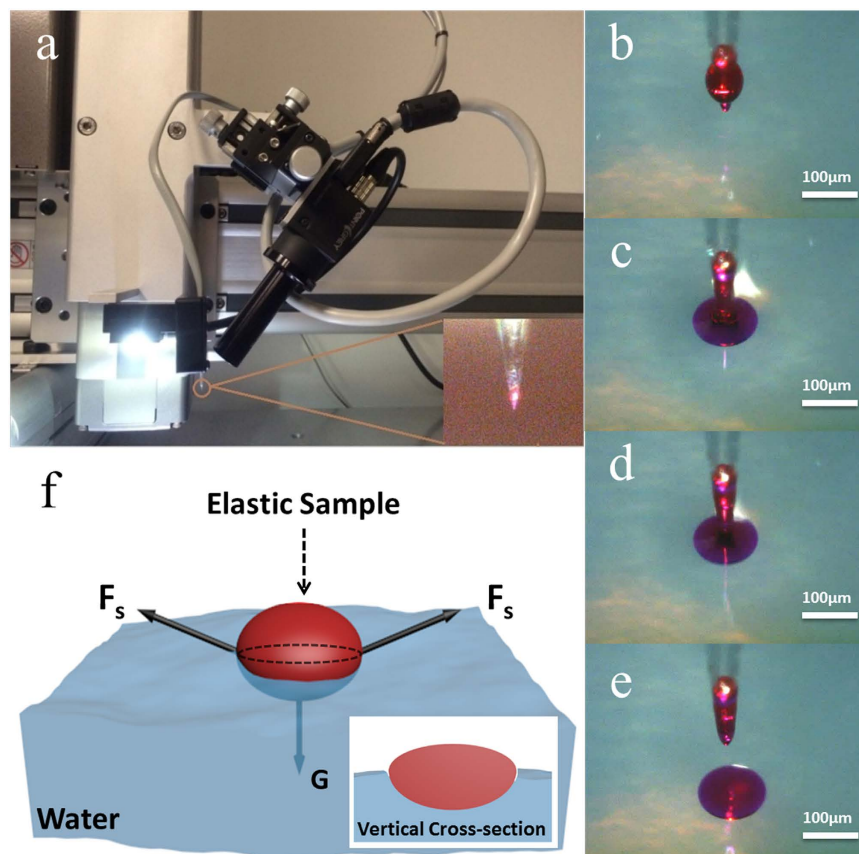 a
b
100μm
c
100μm
d
100μm
e
100μm
f
Elastic Sample
Fs
Fs
G
Water
Vertical Cross-section